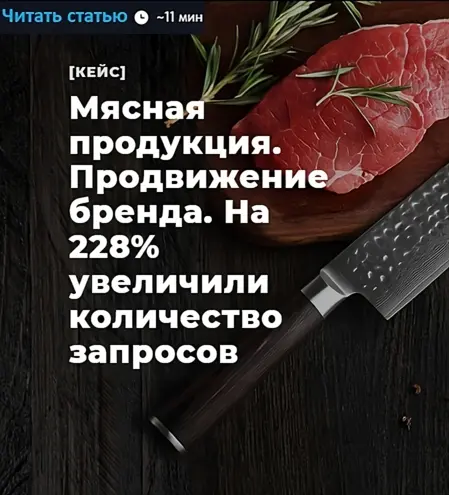 Читать статью ~11 мин
[КЕЙС]
Мясная
продукция.
Продвижение
бренда. На
228%
увеличили
количество
запросов